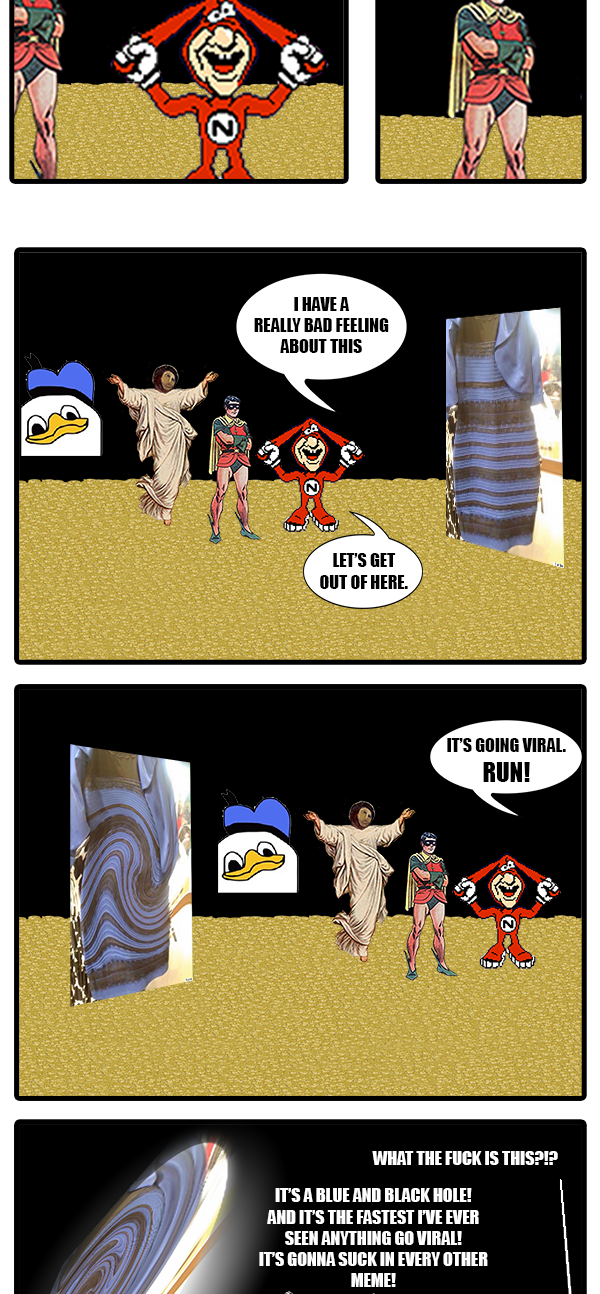 N
I HAVE A
REALLY BAD FEELING
ABOUT THIS
N
LET'S GET
OUT OF HERE.
IT'S GOING VIRAL.
RUN!
N
WHAT THE FUCK IS THIS?!?
IT'S A BLUE AND BLACK HOLE!
AND IT'S THE FASTEST I'VE EVER
SEEN ANYTHING GO VIRAL!
IT'S GONNA SUCK IN EVERY OTHER
MEME!